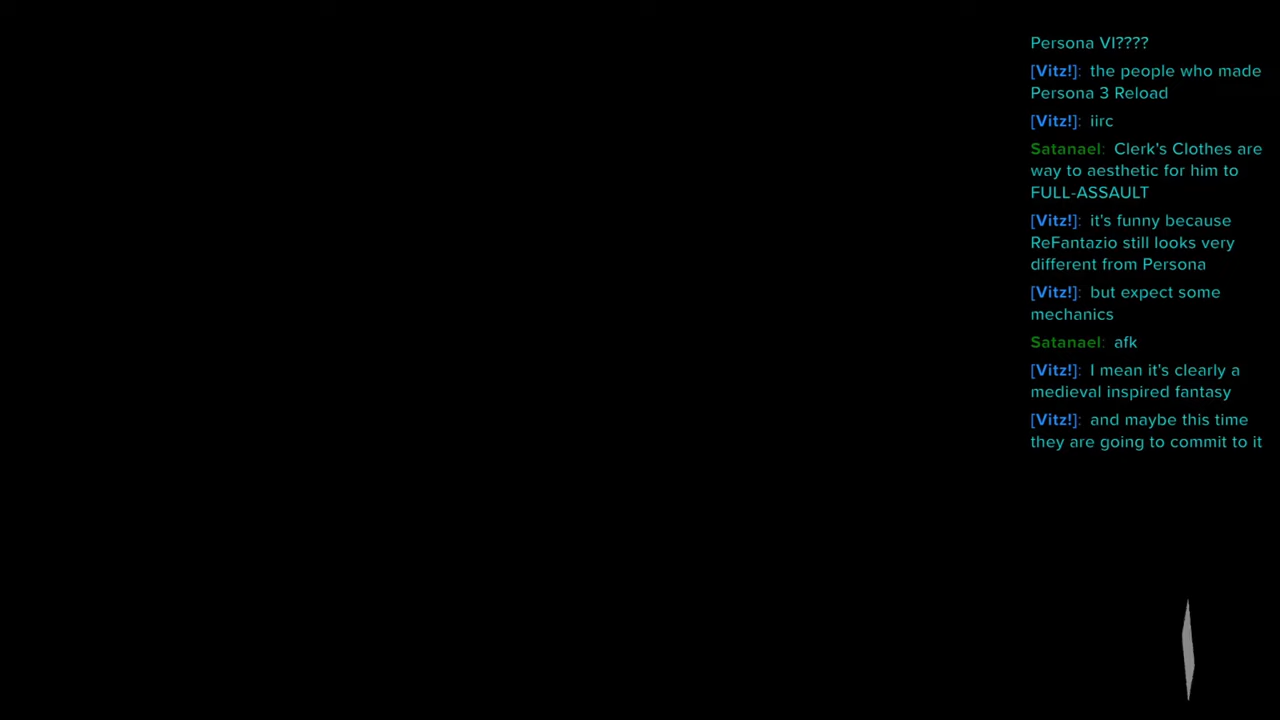 Persona VI????
[Vitz!]: the people who made
Persona 3 Reload
[Vitz!]: iirc
Satanael: Clerk's Clothes are
way to aesthetic for him to
FULL-ASSAULT
[Vitz!]: it's funny because
ReFantazio still looks very
different from Persona
[Vitz!]: but expect some
mechanics
Satanael: afk
[Vitz!]: I mean it's clearly a
medieval inspired fantasy
[Vitz!]: and maybe this time
they are going to commit to it